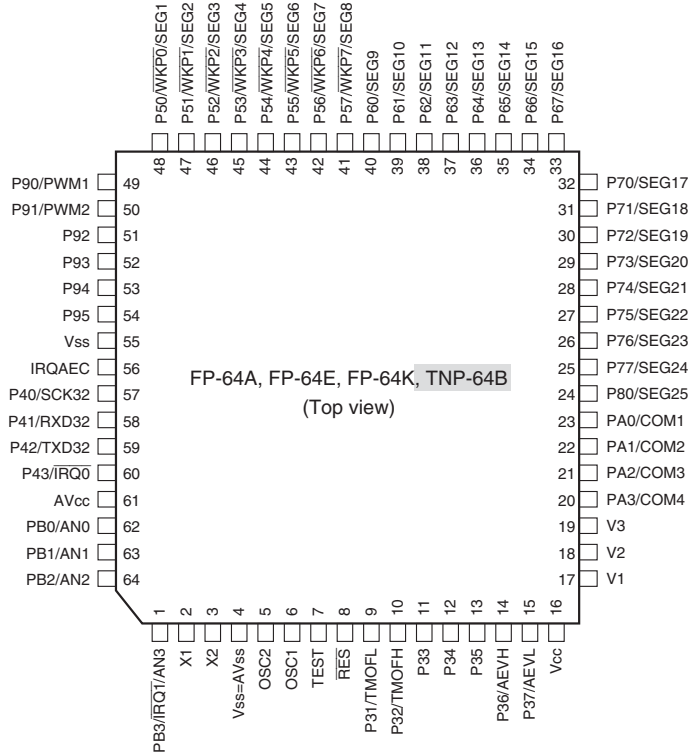 P50/WKP0/SEG1
P51/WKP1/SEG2
P52/WKP2/SEG3
P53/WKP3/SEG4
P54/WKP4/SEG5
P55/WKP5/SEG6
P56/WKP6/SEG7
P57/WKP7/SEG8
P60/SEG9
P61/SEG10
P62/SEG11
P63/SEG12
P64/SEG13
P65/SEG14
P66/SEG15
P67/SEG16
48
47
46
45
44
43
42
41
40
39
38
37
36
35
34
33
P90/PWM1 49
P91/PWM2 50
P92 51
P93 52
P94 53
P95 54
Vss 55
IRQAEC 56
P40/SCK32 57
P41/RXD32 58
P42/TXD32 59
P43/IRQ0 60
AVcc 61
PB0/AN0 62
PB1/AN1 63
PB2/AN2 64
FP-64A, FP-64E, FP-64K, TNP-64B
(Top view)
32 P70/SEG17
31 P71/SEG18
30 P72/SEG19
29 P73/SEG20
28 P74/SEG21
27 P75/SEG22
26 P76/SEG23
25 P77/SEG24
24 P80/SEG25
23 PA0/COM1
22 PA1/COM2
21 PA2/COM3
20 PA3/COM4
19 V3
18 V2
17 V1
1
2
3
4
5
6
7
8
9
10
11
12
13
14
15
16
PB3/IRQ1/AN3
X1
X2
Vss=AVss
OSC2
OSC1
TEST
RES
P31/TMOFL
P32/TMOFH
P33
P34
P35
P36/AEVH
P37/AEVL
Vcc